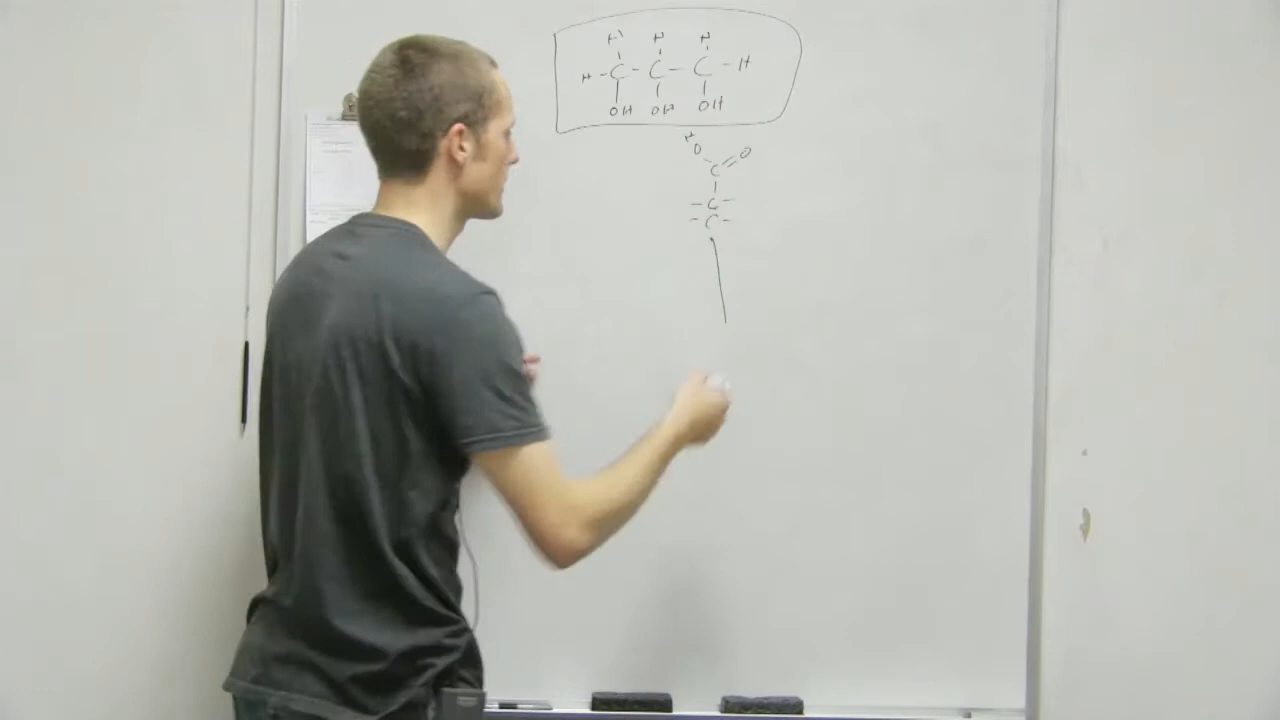 H H H
H - C - C - C - H
OH OH OH
H
O O
C
- C -
- C -